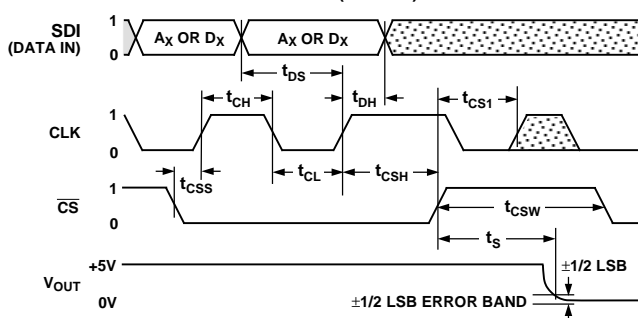 SDI
(DATA IN)
1
0
AX OR DX
AX OR DX
tDS
tCH
tDH
tCS1
CLK
1
0
tCSS
tCL
tCSH
CS
1
0
tCSW
tS
VOUT
+5V
0V
±1/2 LSB
±1/2 LSB ERROR BAND